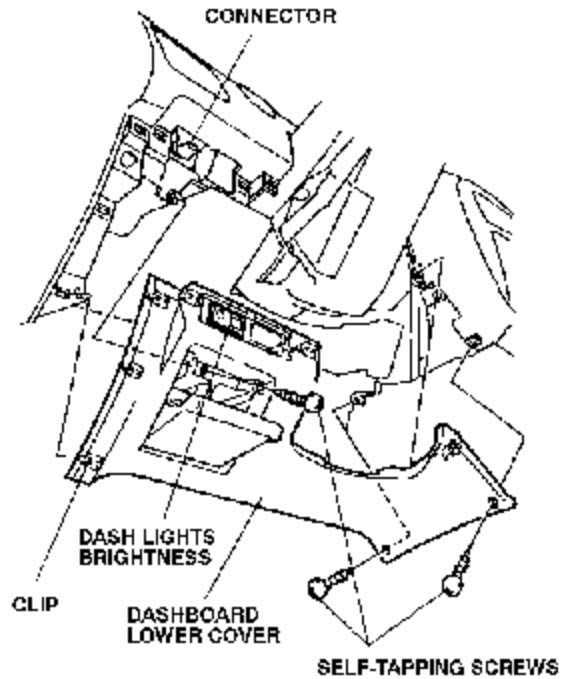 CONNECTOR
DASH LIGHTS
BRIGHTNESS
CLIP
DASHBOARD
LOWER COVER
SELF-TAPPING SCREWS